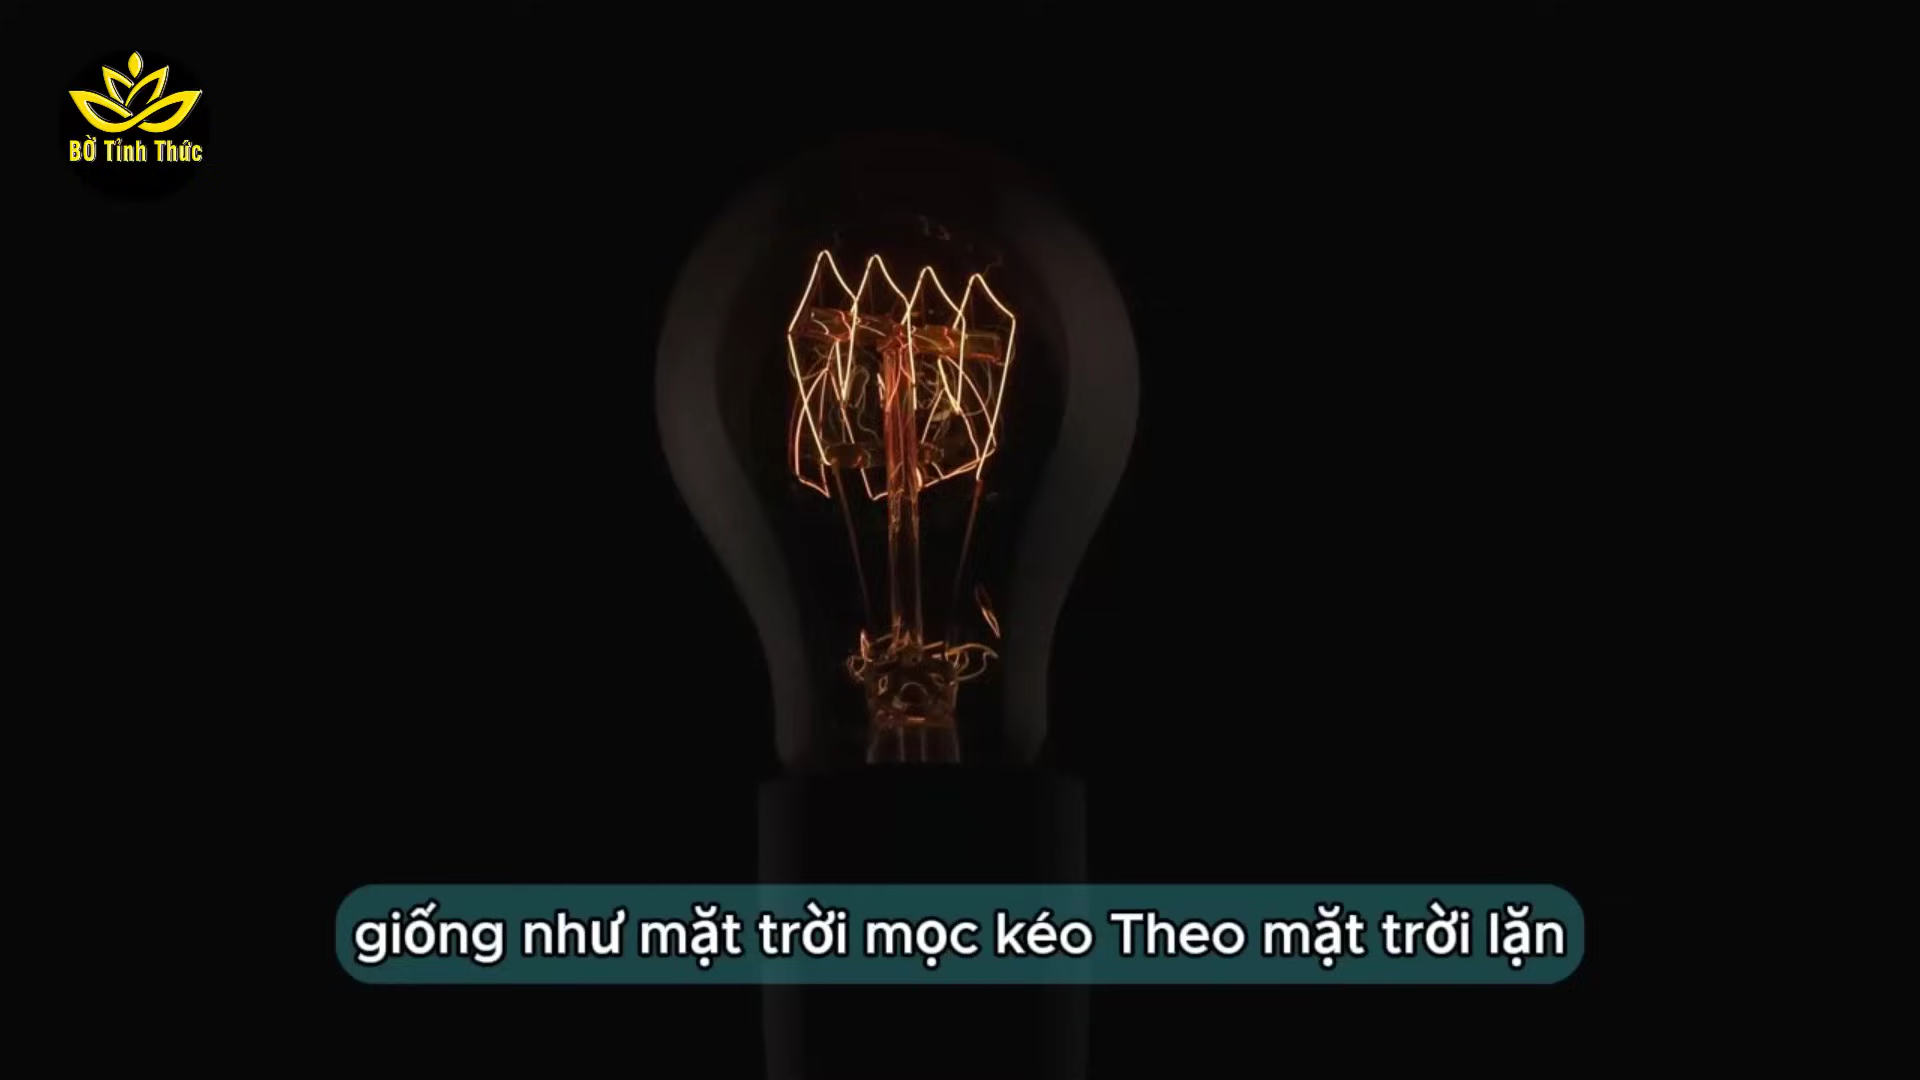 BỜ Tỉnh Thức
giống như mặt trời mọc kéo Theo mặt trời lặn